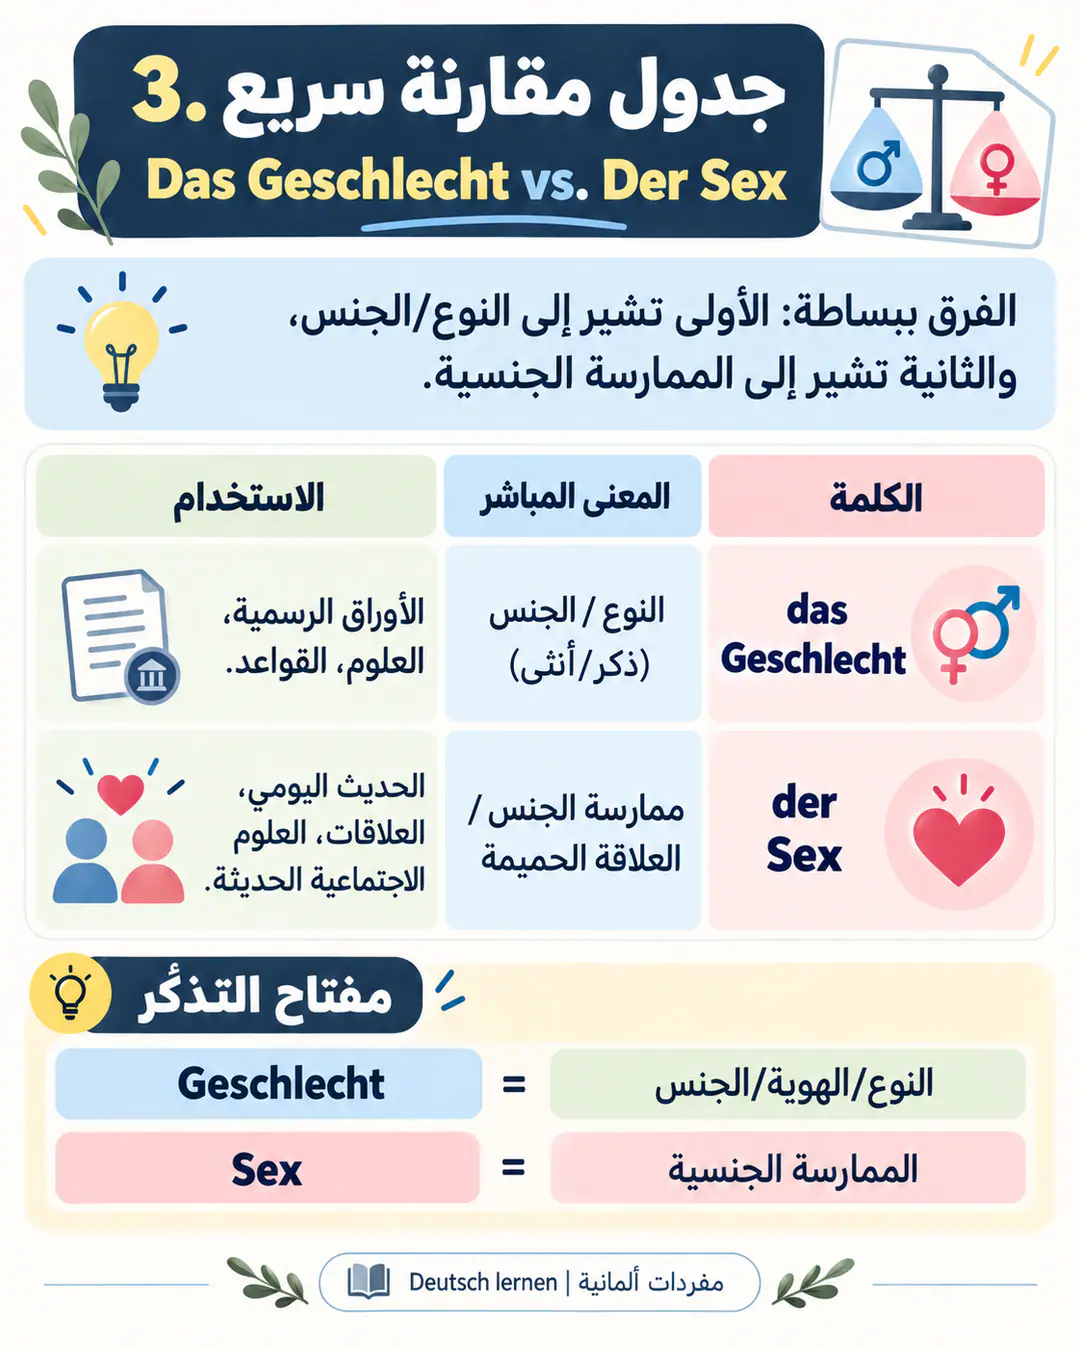 3. جدول مقارنة سريع
Das Geschlecht vs. Der Sex
الفرق ببساطة: الأولى تشير إلى النوع/الجنس،
والثانية تشير إلى الممارسة الجنسية.
الكلمة
المعنى المباشر
الاستخدام
das
Geschlecht
النوع / الجنس
(ذكر/أنثى)
الأوراق الرسمية،
العلوم، القواعد.
der
Sex
ممارسة الجنس /
العلاقة الحميمة
الحديث اليومي،
العلاقات، العلوم
الاجتماعية الحديثة.
مفتاح التذكُر
Geschlecht = النوع/الهوية/الجنس
Sex = الممارسة الجنسية
Deutsch lernen | مفردات ألمانية